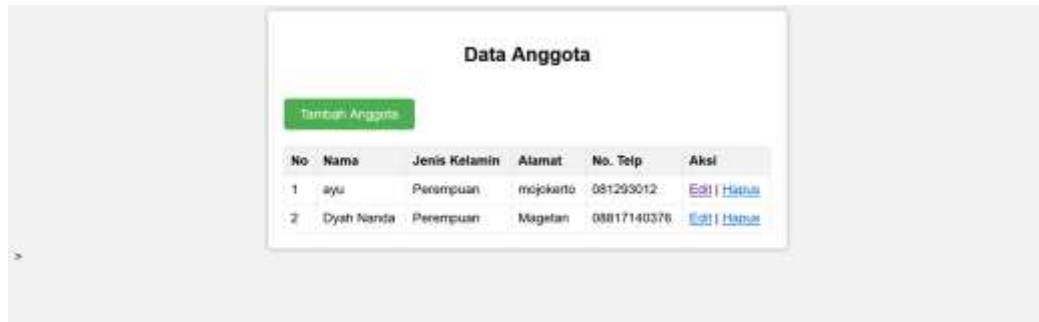 Data Anggota
Tambah Anggota
No Nama Jenis Kelamin Alamat No. Telp Aksi
1 ayu Perempuan mojokerto 081293012 Edit | Hapus
2 Dyah Nanda Perempuan Magetan 08817140376 Edit | Hapus
>